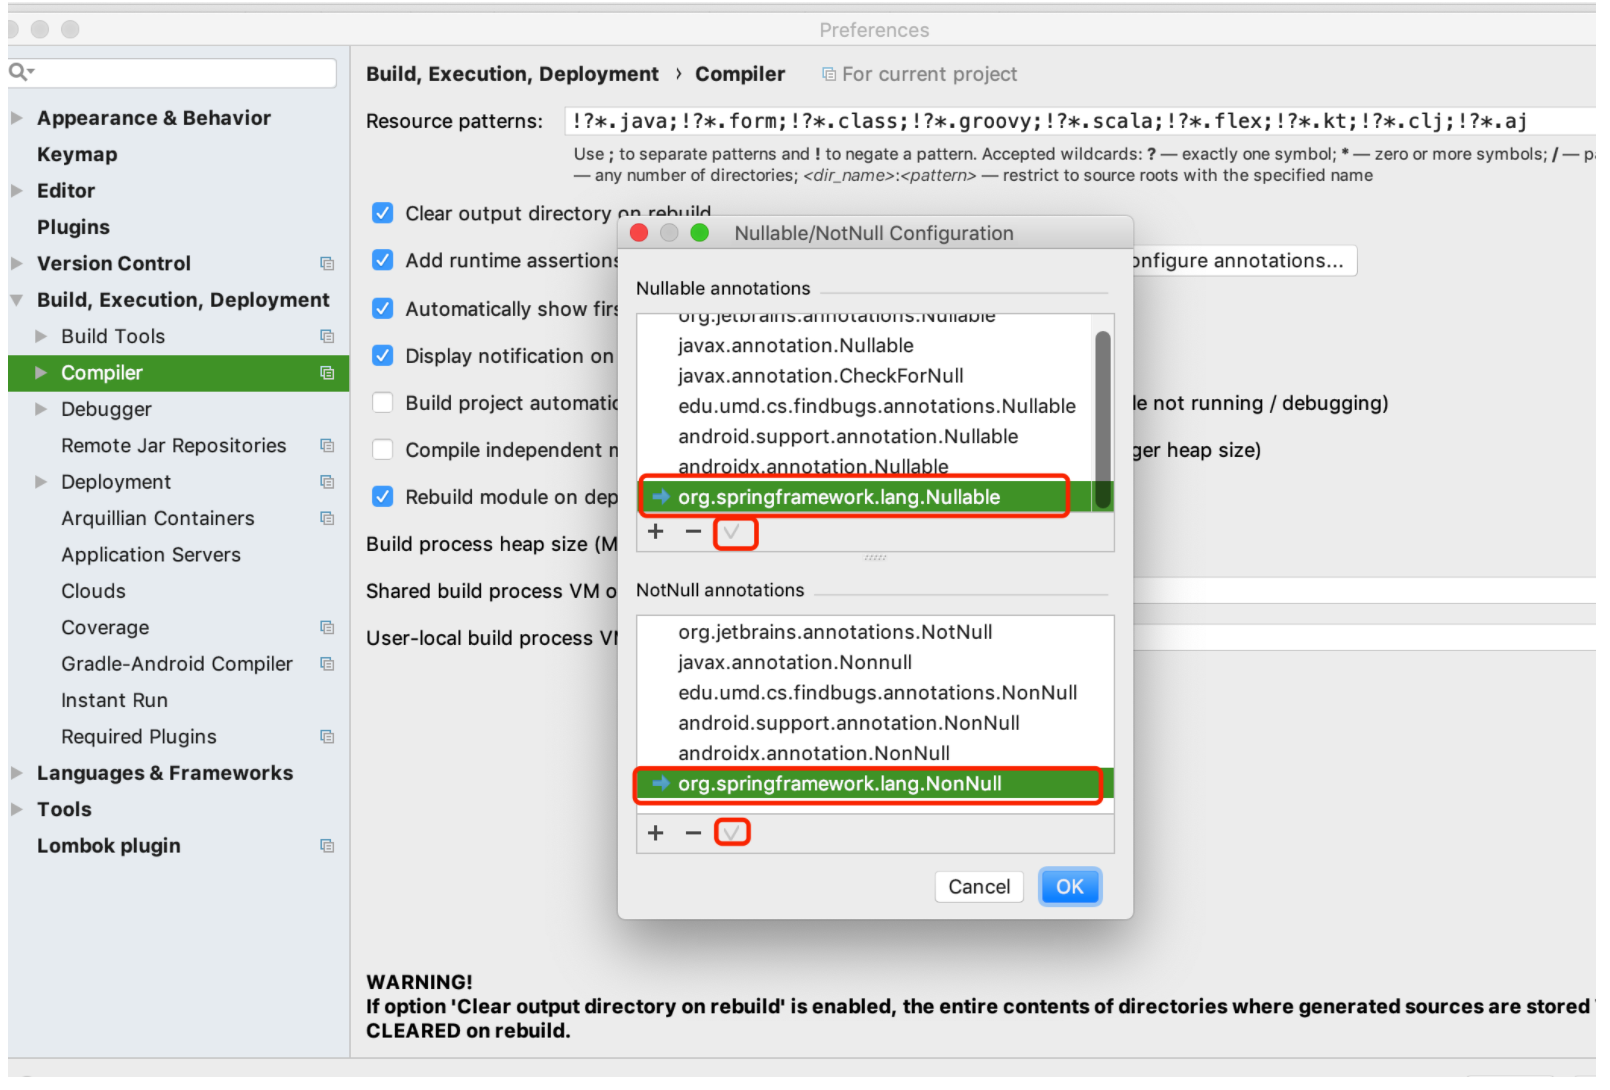 Preferences
Build, Execution, Deployment › Compiler For current project
Appearance & Behavior
Keymap
Editor
Plugins
Version Control
Build, Execution, Deployment
Build Tools
Compiler
Debugger
Remote Jar Repositories
Deployment
Arquillian Containers
Application Servers
Clouds
Coverage
Gradle-Android Compiler
Instant Run
Required Plugins
Languages & Frameworks
Tools
Lombok plugin
Resource patterns: !?*.java;!?*.form;!?*.class;!?*.groovy;!?*.scala;!?*.flex;!?*.kt;!?*.clj;!?*.aj
Use ; to separate patterns and ! to negate a pattern. Accepted wildcards: ? — exactly one symbol; * — zero or more symbols; / —
— any number of directories; <dir_name>:<pattern> — restrict to source roots with the specified name
Clear output directory on rebuild
Add runtime assertions onfigure annotations...
Automatically show firs
Display notification on
Build project automatic le not running / debugging)
Compile independent ger heap size)
Rebuild module on dep
Build process heap size (M
Shared build process VM o
User-local build process
Nullable/NotNull Configuration
Nullable annotations
org.jetbrains.annotations.Nullable
javax.annotation.Nullable
javax.annotation.CheckForNull
edu.umd.cs.findbugs.annotations.Nullable
android.support.annotation.Nullable
androidx.annotation.Nullable
org.springframework.lang.Nullable
NotNull annotations
org.jetbrains.annotations.NotNull
javax.annotation.Nonnull
edu.umd.cs.findbugs.annotations.NonNull
android.support.annotation.NonNull
androidx.annotation.NonNull
org.springframework.lang.NonNull
Cancel OK
WARNING!
If option 'Clear output directory on rebuild' is enabled, the entire contents of directories where generated sources are stored
CLEARED on rebuild.